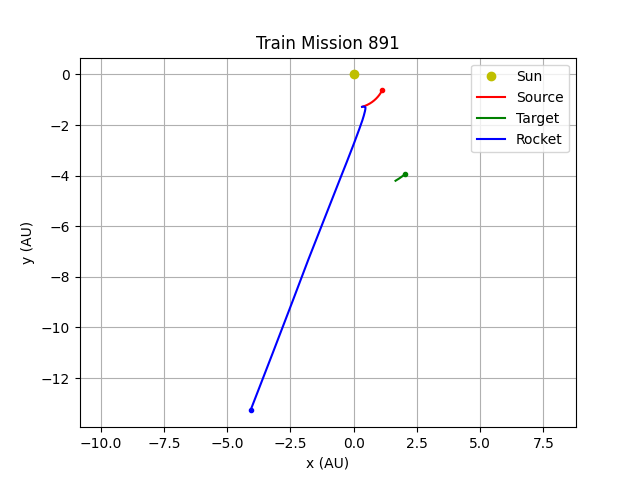 Train Mission 891
Sun
Source
Target
Rocket
0
−2
−4
−6
−8
−10
−12
y (AU)
−10.0
−7.5
−5.0
−2.5
0.0
2.5
5.0
7.5
x (AU)